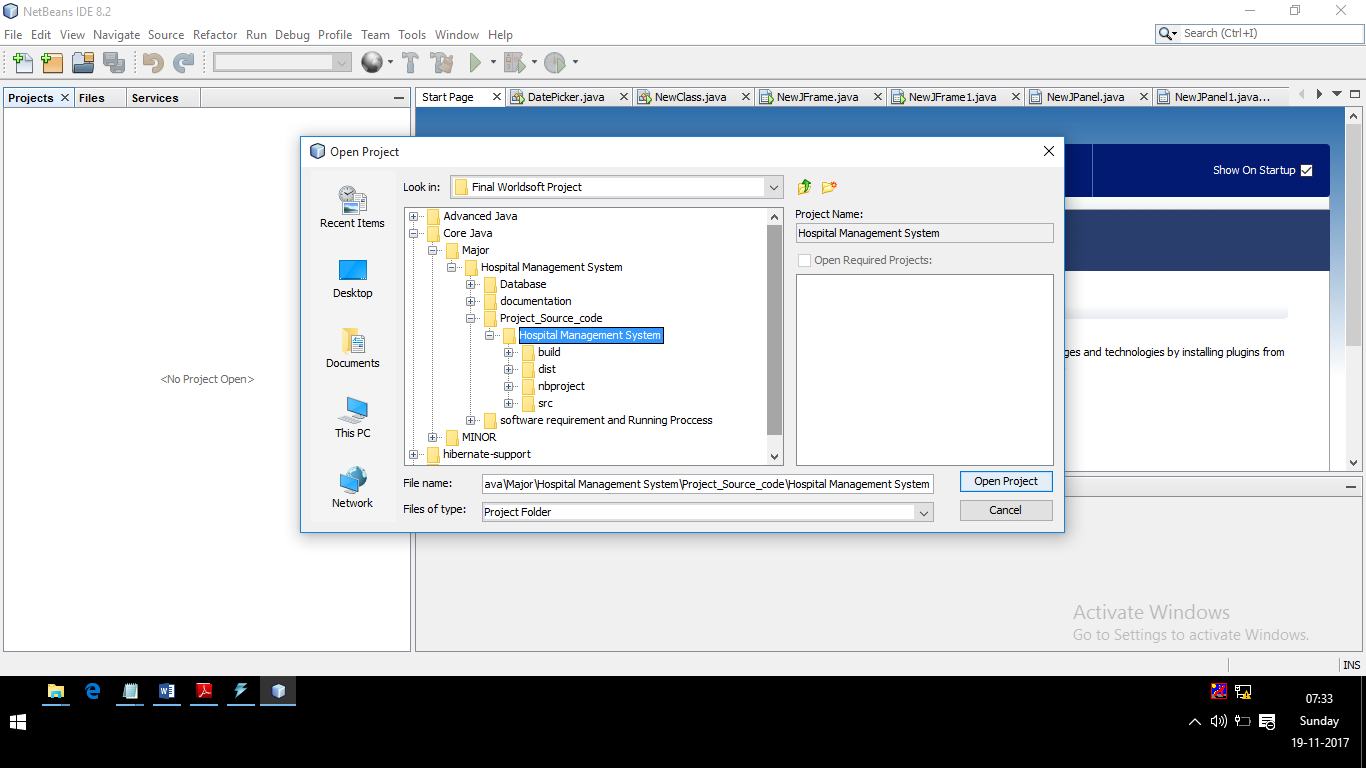 NetBeans IDE 8.2
File Edit View Navigate Source Refactor Run Debug Profile Team Tools Window Help
Search (Ctrl+I)
Projects Files Services
Start Page DatePicker.java NewClass.java NewJFrame.java NewJFrame1.java NewJPanel.java NewJPanel1.java...
Show On Startup
<No Project Open>
Open Project
Look in: Final Worldsoft Project
Recent Items
Desktop
Documents
This PC
Network
Advanced Java
Core Java
Major
Hospital Management System
Database
documentation
Project_Source_code
Hospital Management System
build
dist
nbproject
src
software requirement and Running Proccess
MINOR
hibernate-support
Project Name:
Hospital Management System
Open Required Projects:
File name: ava\Major\Hospital Management System\Project_Source_code\Hospital Management System
Files of type: Project Folder
Open Project
Cancel
ges and technologies by installing plugins from
Activate Windows
Go to Settings to activate Windows.
INS
07:33
Sunday
19-11-2017